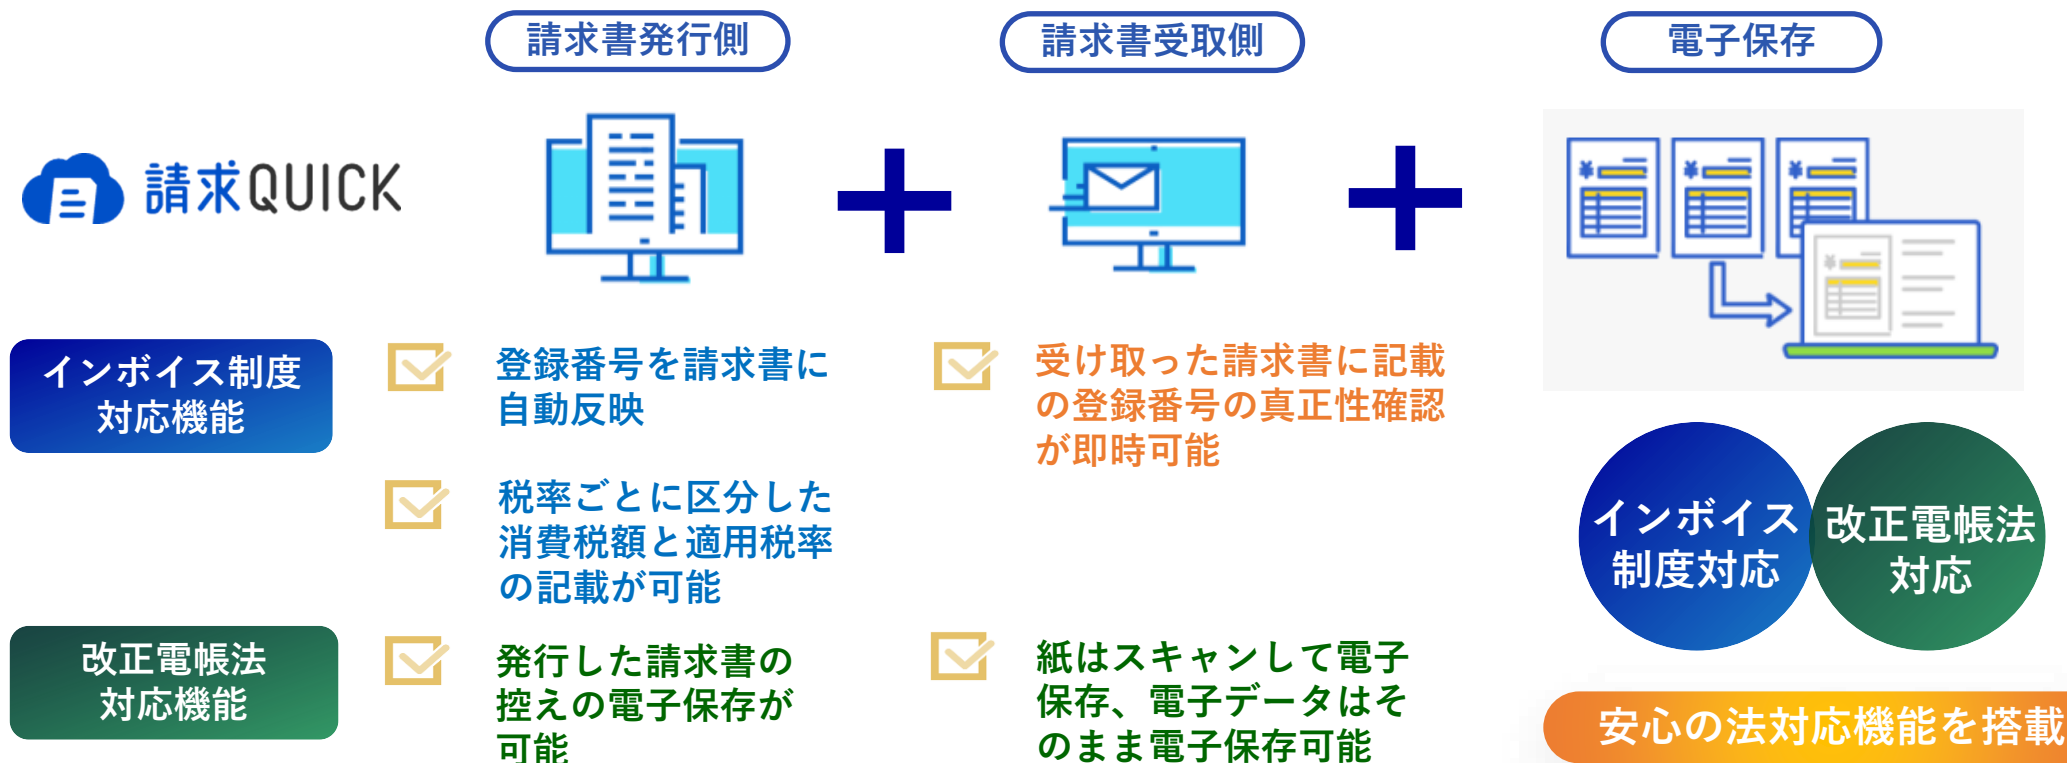 請求書発行側
請求書受取側
電子保存
請求QUICK
インボイス制度
対応機能
登録番号を請求書に
自動反映
受け取った請求書に記載
の登録番号の真正性確認
が即時可能
税率ごとに区分した
消費税額と適用税率
の記載が可能
インボイス
制度対応
改正電帳法
対応
改正電帳法
対応機能
発行した請求書の
控えの電子保存が
可能
紙はスキャンして電子
保存、電子データはそ
のまま電子保存可能
安心の法対応機能を搭載
¥
¥
¥
¥